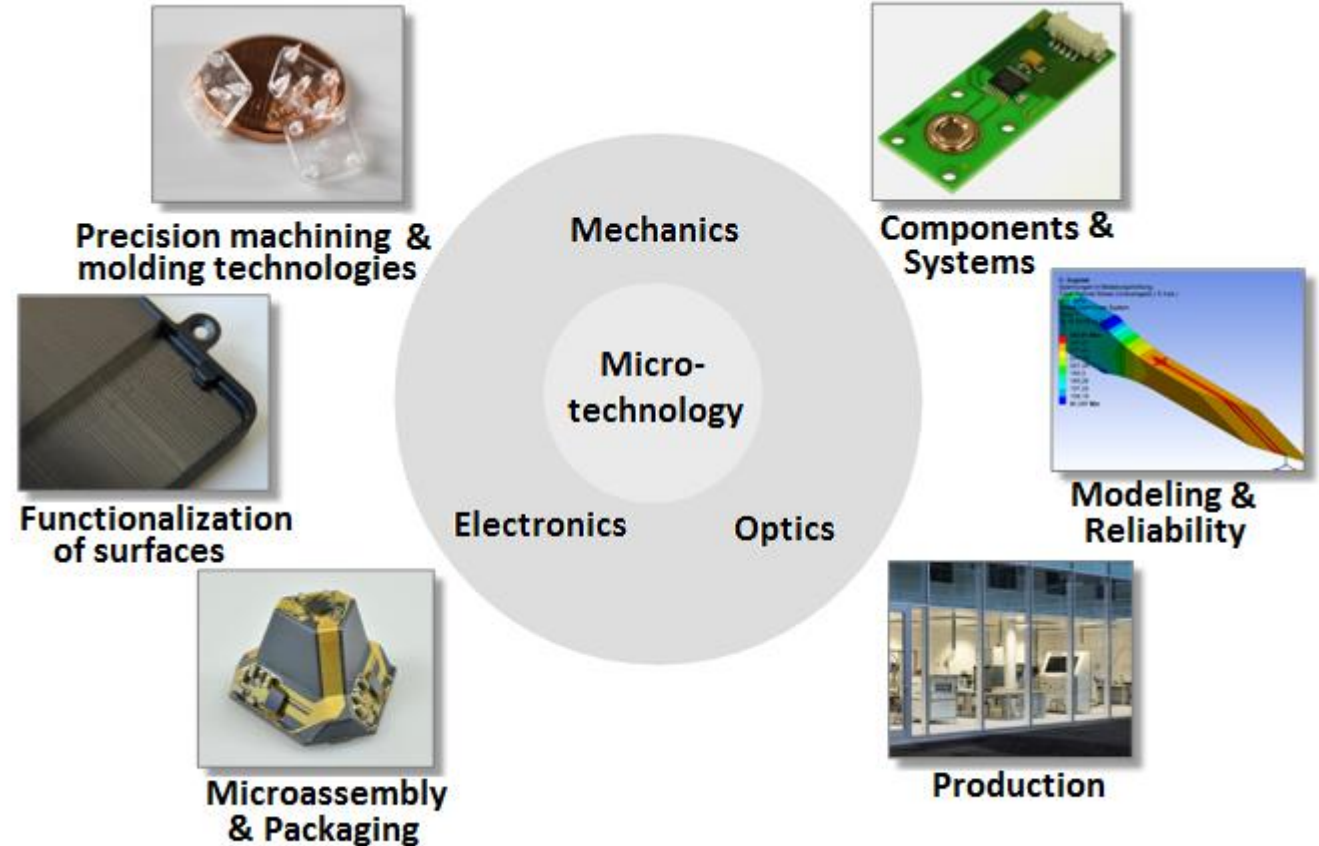 Precision machining &
molding technologies
Components &
Systems
Mechanics
Micro-
technology
Electronics
Optics
Functionalization
of surfaces
Modeling &
Reliability
Microassembly
& Packaging
Production